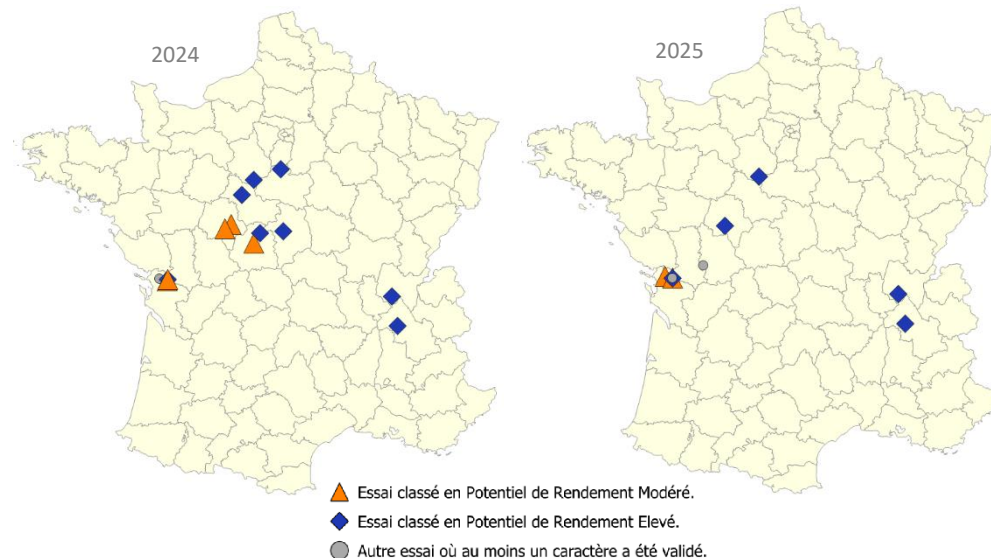 2024
2025
Essai classé en Potentiel de Rendement Modéré.
Essai classé en Potentiel de Rendement Elevé.
Autre essai où au moins un caractère a été validé.